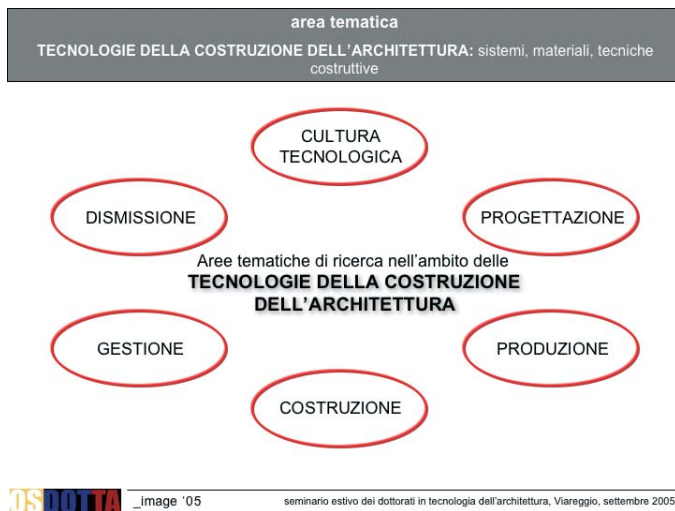 area tematica
TECNOLOGIE DELLA COSTRUZIONE DELL'ARCHITETTURA: sistemi, materiali, tecniche
costruttive
CULTURA
TECNOLOGICA
DISMISSIONE
PROGETTAZIONE
Aree tematiche di ricerca nell'ambito delle
TECNOLOGIE DELLA COSTRUZIONE
DELL'ARCHITETTURA
GESTIONE
PRODUZIONE
COSTRUZIONE
OSDOTTA
_image '05
seminario estivo dei dottorati in tecnologia dell'architettura, Viareggio, settembre 2005